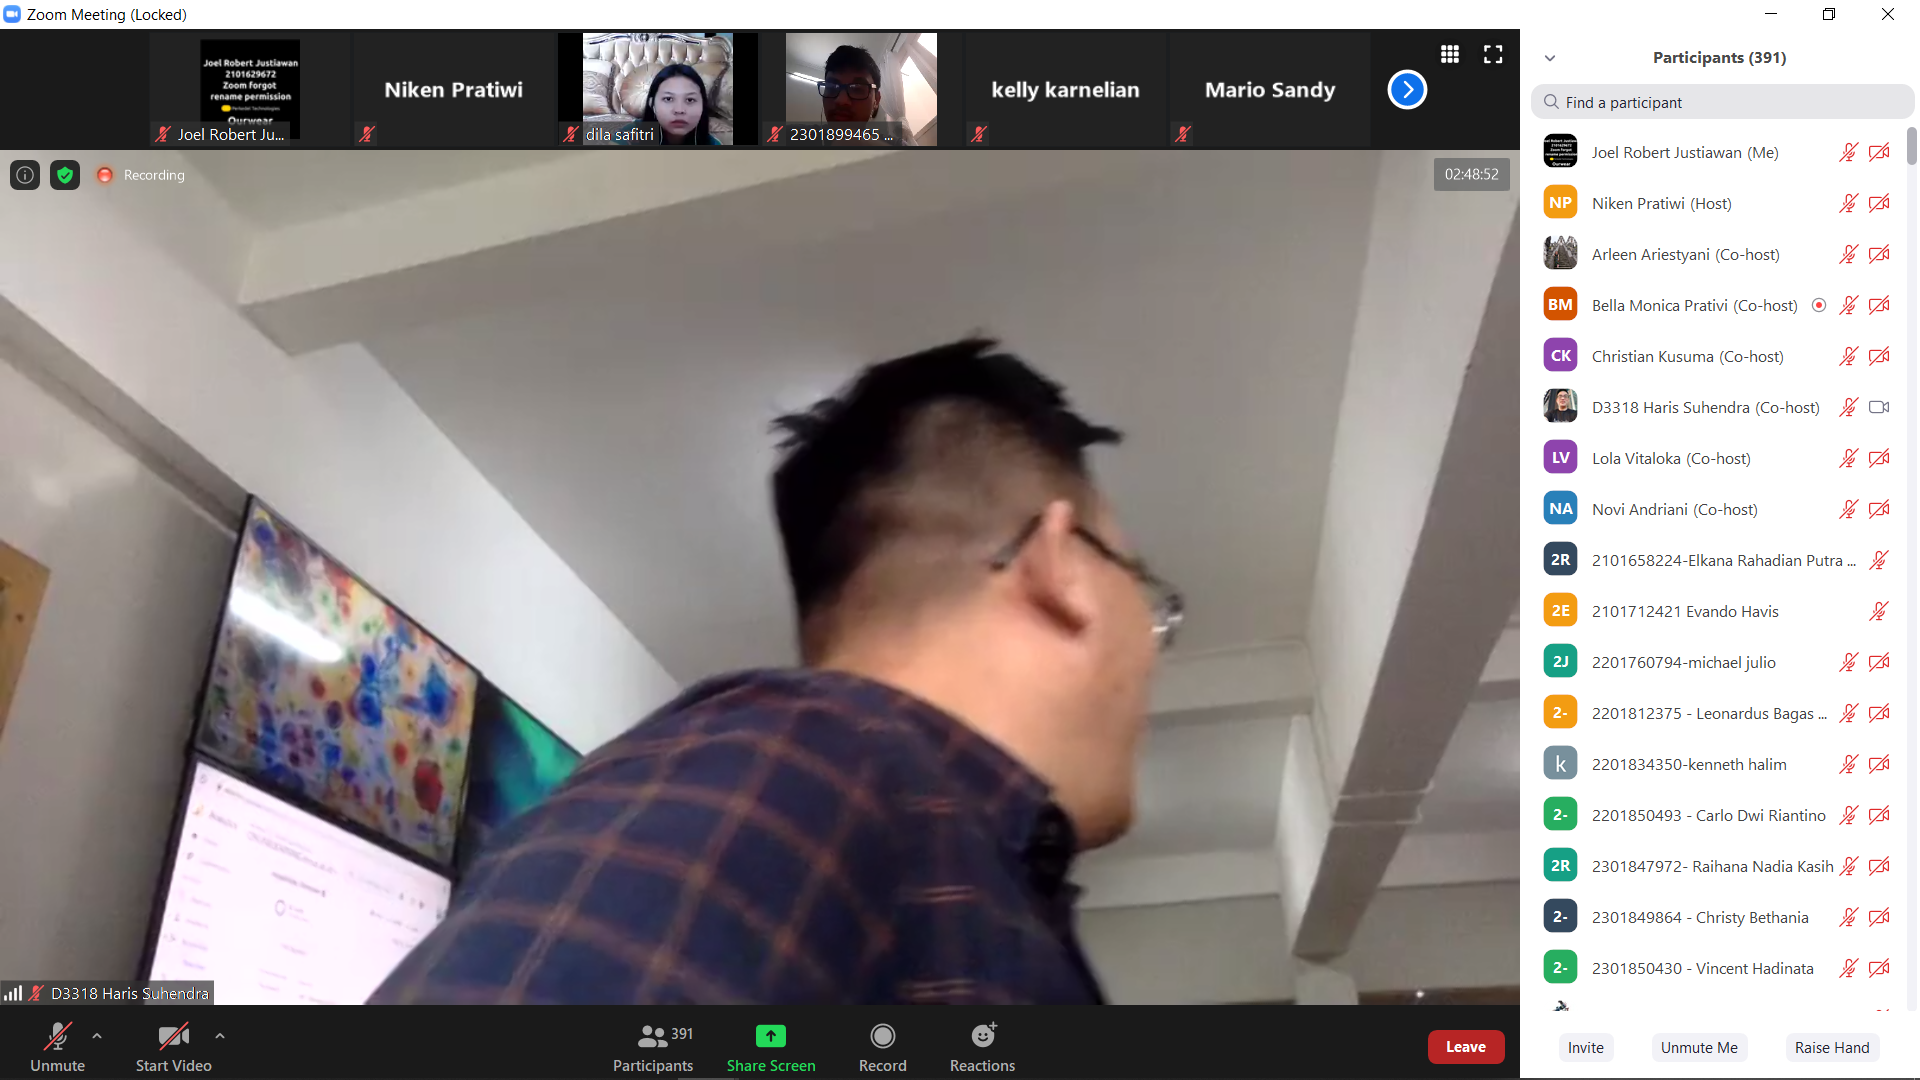 Zoom Meeting (Locked)
Joel Robert Justiawan
2101629672
Zoom forgot
rename permission
Ourwear
Joel Robert Ju...
Niken Pratiwi
dila safitri
2301899465 ...
kelly karnelian
Mario Sandy
Recording
02:48:52
D3318 Haris Suhendra
Unmute
Start Video
391
Participants
Share Screen
Record
Reactions
Leave
Participants (391)
Find a participant
Joel Robert Justiawan (Me)
NP Niken Pratiwi (Host)
Arleen Ariestyani (Co-host)
BM Bella Monica Prativi (Co-host)
CK Christian Kusuma (Co-host)
D3318 Haris Suhendra (Co-host)
LV Lola Vitaloka (Co-host)
NA Novi Andriani (Co-host)
2R 2101658224-Elkana Rahadian Putra ...
2E 2101712421 Evando Havis
2J 2201760794-michael julio
2- 2201812375 - Leonardus Bagas ...
k 2201834350-kenneth halim
2- 2201850493 - Carlo Dwi Riantino
2R 2301847972- Raihana Nadia Kasih
2- 2301849864 - Christy Bethania
2- 2301850430 - Vincent Hadinata
Invite
Unmute Me
Raise Hand